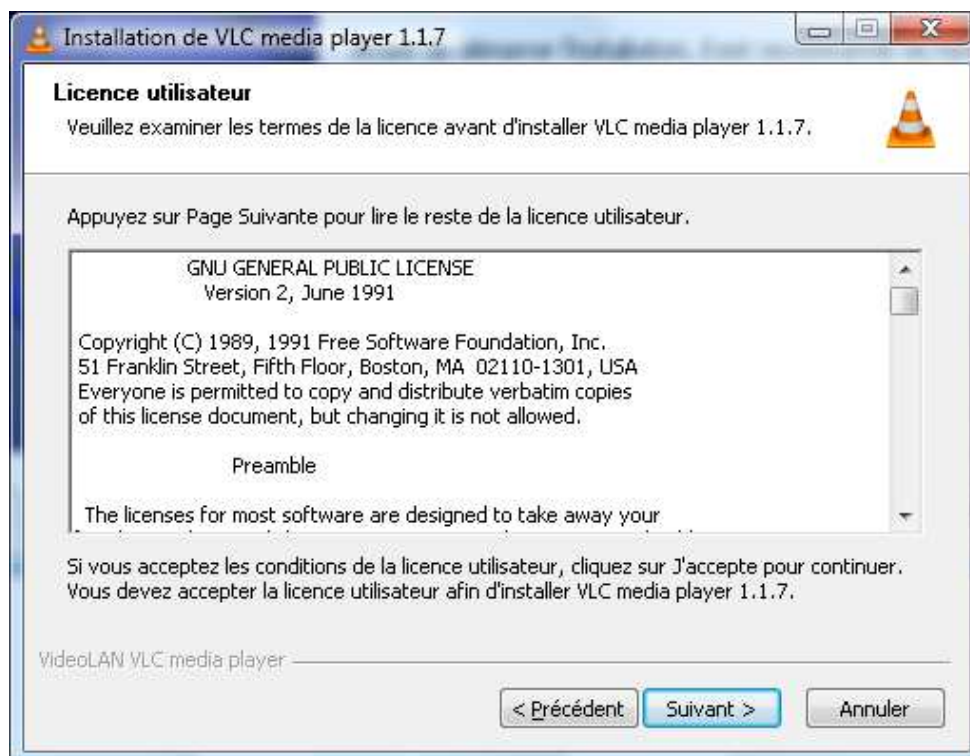 Installation de VLC media player 1.1.7
Licence utilisateur
Veuillez examiner les termes de la licence avant d'installer VLC media player 1.1.7.
Appuyez sur Page Suivante pour lire le reste de la licence utilisateur.
GNU GENERAL PUBLIC LICENSE
Version 2, June 1991
Copyright (C) 1989, 1991 Free Software Foundation, Inc.
51 Franklin Street, Fifth Floor, Boston, MA 02110-1301, USA
Everyone is permitted to copy and distribute verbatim copies
of this license document, but changing it is not allowed.
Preamble
The licenses for most software are designed to take away your
Si vous acceptez les conditions de la licence utilisateur, cliquez sur J'accepte pour continuer.
Vous devez accepter la licence utilisateur afin d'installer VLC media player 1.1.7.
VideoLAN VLC media player
< Précédent
Suivant >
Annuler